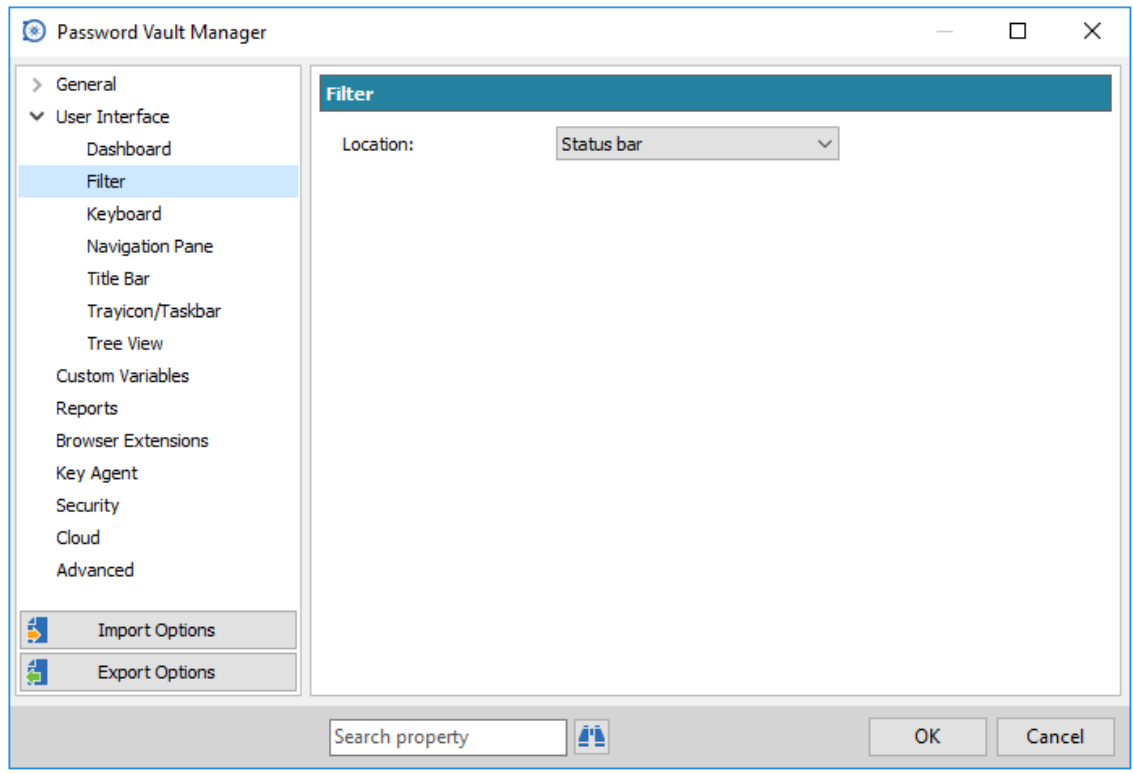 Password Vault Manager
General
User Interface
Dashboard
Filter
Keyboard
Navigation Pane
Title Bar
Trayicon/Taskbar
Tree View
Custom Variables
Reports
Browser Extensions
Key Agent
Security
Cloud
Advanced
Import Options
Export Options
Filter
Location:
Status bar
Search property
OK
Cancel